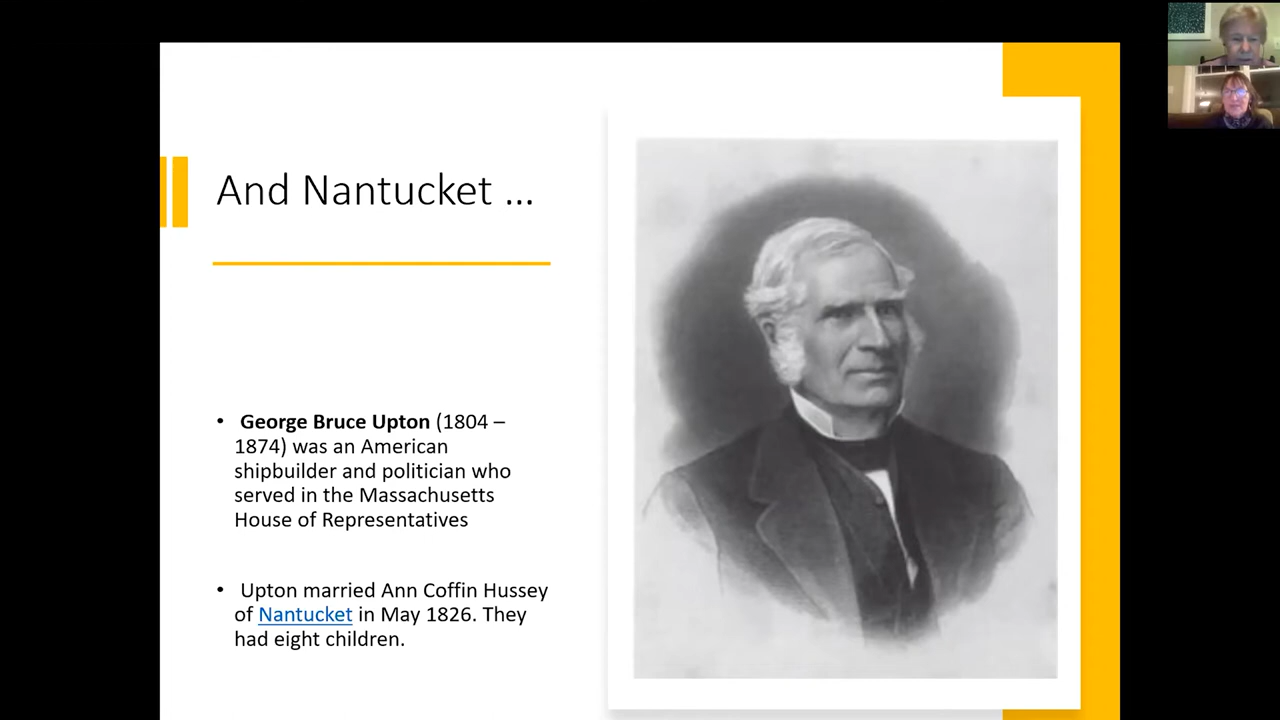 And Nantucket ...
• George Bruce Upton (1804 –
1874) was an American
shipbuilder and politician who
served in the Massachusetts
House of Representatives
• Upton married Ann Coffin Hussey
of Nantucket in May 1826. They
had eight children.